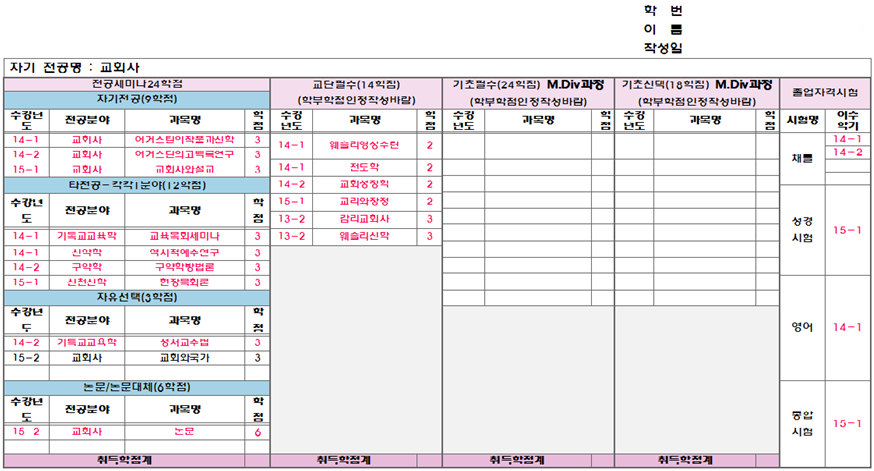 학 번
이 름
작성일
자기 전공명 : 교회사
전공세미나24학점 교단필수(14학점) 기초필수(24학점) M.Div과정 기초선택(18학점) M.Div과정 졸업자격시험
자기전공(9학점) (학부학점인정작성바람) (학부학점인정작성바람) (학부학점인정작성바람)
수강년도 전공분야 과목명 학점 수강년도 과목명 학점 수강년도 과목명 학점 수강년도 과목명 학점 시험명 이수학기
14-1 교회사 어거스틴의작품과신학 3
14-2 교회사 어거스틴의고백록연구 3
15-1 교회사 교회사와설교 3
타전공-각각1분야(12학점)
수강년도 전공분야 과목명 학점
14-1 기독교교육학 교육목회세미나 3
14-1 신약학 역사적예수연구 3
14-2 구약학 구약학방법론 3
15-1 실천신학 현장목회론 3
자유선택(3학점)
수강년도 전공분야 과목명 학점
14-2 기독교교육학 성서교수법 3
15-2 교회사 교회와국가 3
논문/논문대체(6학점)
수강년도 전공분야 과목명 학점
15-2 교회사 논문 6
14-1 웨슬리영성수련 2
14-1 전도학 2
14-2 교회성장학 2
15-1 교리와장정 2
13-2 감리교회사 3
13-2 웨슬리신학 3
채플 14-1
14-2
성경시험 15-1
영어 14-1
종합시험 15-1
취득학점계 취득학점계 취득학점계 취득학점계